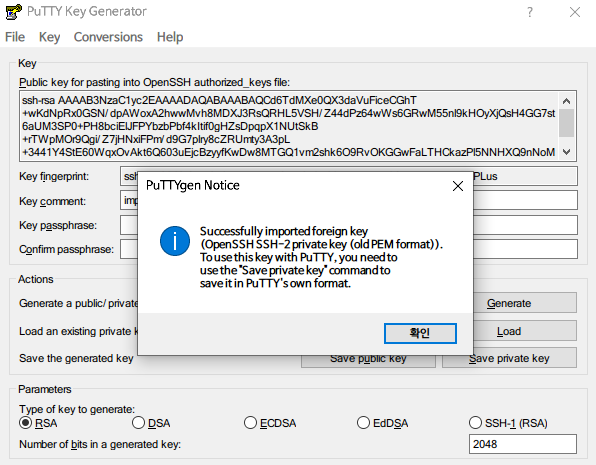 PuTTY Key Generator
File Key Conversions Help
Key
Public key for pasting into OpenSSH authorized_keys file:
ssh-rsa AAAAB3NzaC1yc2EAAAADAQABAAABAQCd6TdMXe0QX3daVuFiceCGhT
+wKdNpRx0GSN/dpAWoxA2hwwMvh8MDXJ3RsQRHL5VSH/Z44dPz64wWs6GRwM55nI9kHOyXjQsH4GG7st
6aUM3SP0+PH8bciEIJFPYbzbPbf4kItif0gHZsDpqpX1NUtSkB
+rTWpMOr9Qgi/Z7jHNxiFPm/d9G7plry8cZRUmty3A3pL
+3441Y4StE60WqxOvAkt6Q603uEjcBzyyfKwDw8MTGQ1vm2shk6O9RvOKGGwFaLTHCkazPl5NNHXQ9nNoM
Key fingerprint: PLus
Key comment: imp
Key passphrase:
Confirm passphrase:
PuTTYgen Notice
Successfully imported foreign key
(OpenSSH SSH-2 private key (old PEM format)).
To use this key with PuTTY, you need to
use the "Save private key" command to
save it in PuTTY's own format.
확인
Actions
Generate a public/private Generate
Load an existing private Load
Save the generated key Save public key Save private key
Parameters
Type of key to generate:
RSA DSA ECDSA EdDSA SSH-1 (RSA)
Number of bits in a generated key: 2048